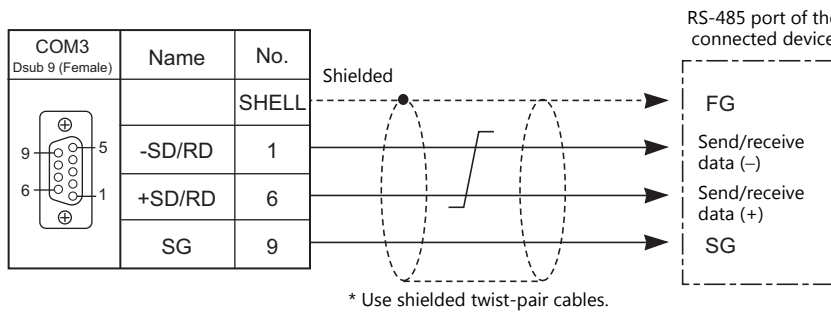 RS-485 port of the
connected device
COM3
Dsub 9 (Female)
Name
No.
Shielded
SHELL
FG
-SD/RD
1
Send/receive
data (−)
+SD/RD
6
Send/receive
data (+)
SG
9
SG
9
5
6
1
* Use shielded twist-pair cables.